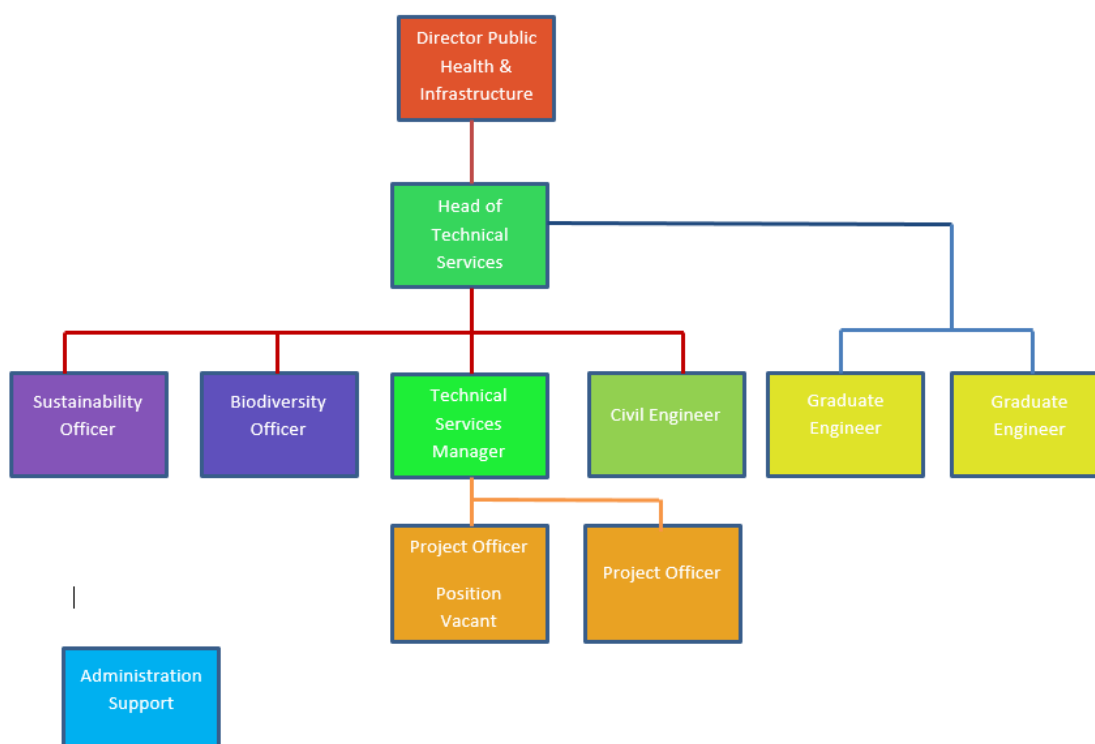 Director Public
Health &
Infrastructure
Head of
Technical
Services
Sustainability
Officer
Biodiversity
Officer
Technical
Services
Manager
Civil Engineer
Graduate
Engineer
Graduate
Engineer
Project Officer
Position
Vacant
Project Officer
Administration
Support